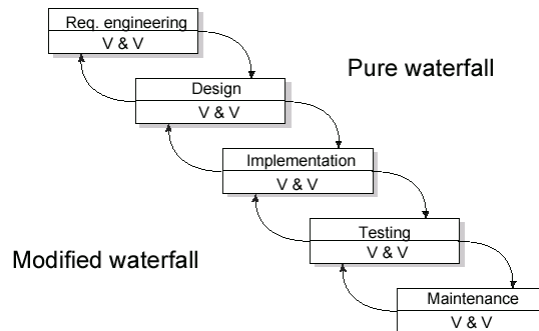 Req. engineering
V & V
Pure waterfall
Design
V & V
Implementation
V & V
Testing
V & V
Modified waterfall
Maintenance
V & V